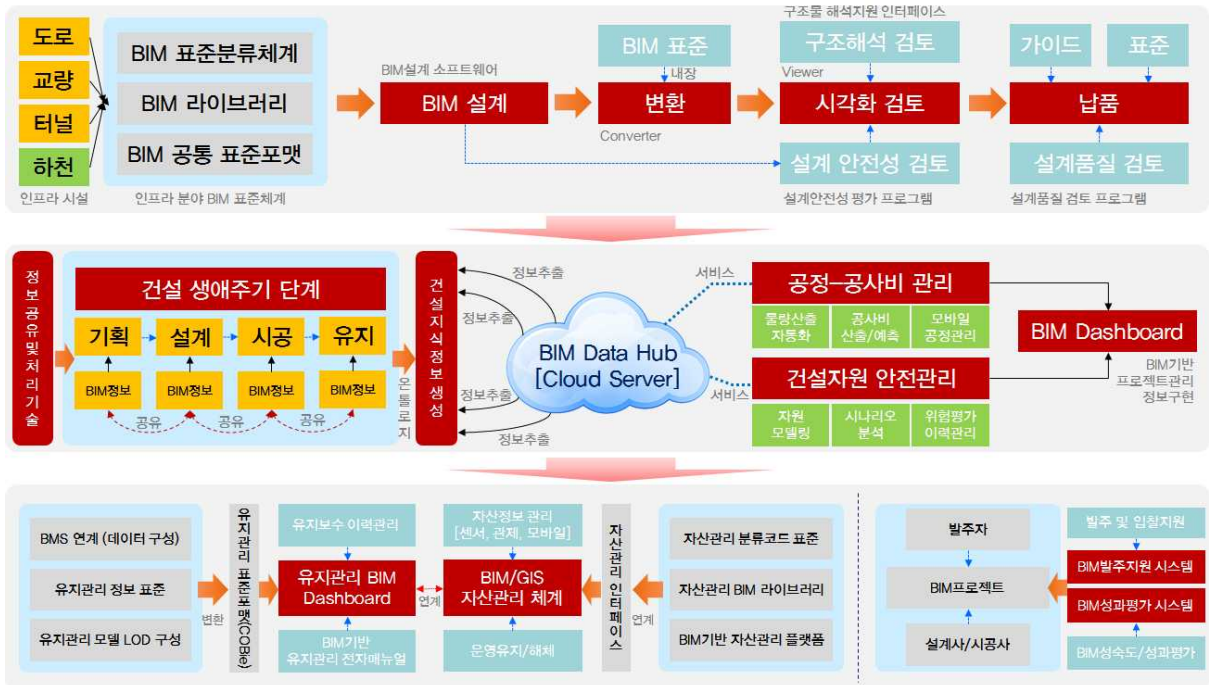 도로
교량
터널
하천
인프라 시설
BIM 표준분류체계
BIM 라이브러리
BIM 공통 표준포맷
인프라 분야 BIM 표준체계
BIM설계 소프트웨어
BIM 설계
BIM 표준
내장
변환
Converter
구조물 해석지원 인터페이스
구조해석 검토
Viewer
시각화 검토
설계 안전성 검토
설계안전성 평가 프로그램
가이드
표준
납품
설계품질 검토
설계품질 검토 프로그램
정보공유및처리기술
건설 생애주기 단계
기획
설계
시공
유지
BIM정보
BIM정보
BIM정보
BIM정보
공유
공유
공유
온톨로지
건설지식정보생성
정보추출
정보추출
정보추출
정보추출
BIM Data Hub
[Cloud Server]
서비스
서비스
공정-공사비 관리
물량산출
자동화
공사비
산출/예측
모바일
공정관리
건설자원 안전관리
자원
모델링
시나리오
분석
위험평가
이력관리
BIM Dashboard
BIM기반
프로젝트관리
정보구현
BMS 연계 (데이터 구성)
유지관리 정보 표준
유지관리 모델 LOD 구성
변환
유지관리 표준포맷(COBie)
유지보수 이력관리
유지관리 BIM
Dashboard
BIM기반
유지관리 전자매뉴얼
연계
자산정보 관리
[센서, 관제, 모바일]
BIM/GIS
자산관리 체계
운영유지/해체
자산관리 인터페이스
연계
자산관리 분류코드 표준
자산관리 BIM 라이브러리
BIM기반 자산관리 플랫폼
발주자
BIM프로젝트
설계사/시공사
발주 및 입찰지원
BIM발주지원 시스템
BIM성과평가 시스템
BIM성숙도/성과평가